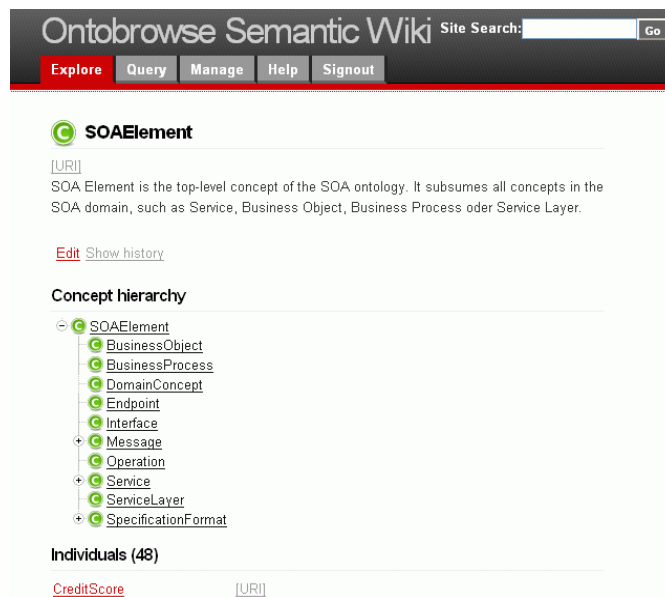 Ontobrowse Semantic Wiki Site Search: Go
Explore Query Manage Help Signout
C SOAElement
[URI]
SOA Element is the top-level concept of the SOA ontology. It subsumes all concepts in the
SOA domain, such as Service, Business Object, Business Process oder Service Layer.
Edit Show history
Concept hierarchy
C SOAElement
C BusinessObject
C BusinessProcess
C DomainConcept
C Endpoint
C Interface
C Message
C Operation
C Service
C ServiceLayer
C SpecificationFormat
Individuals (48)
CreditScore [URI]